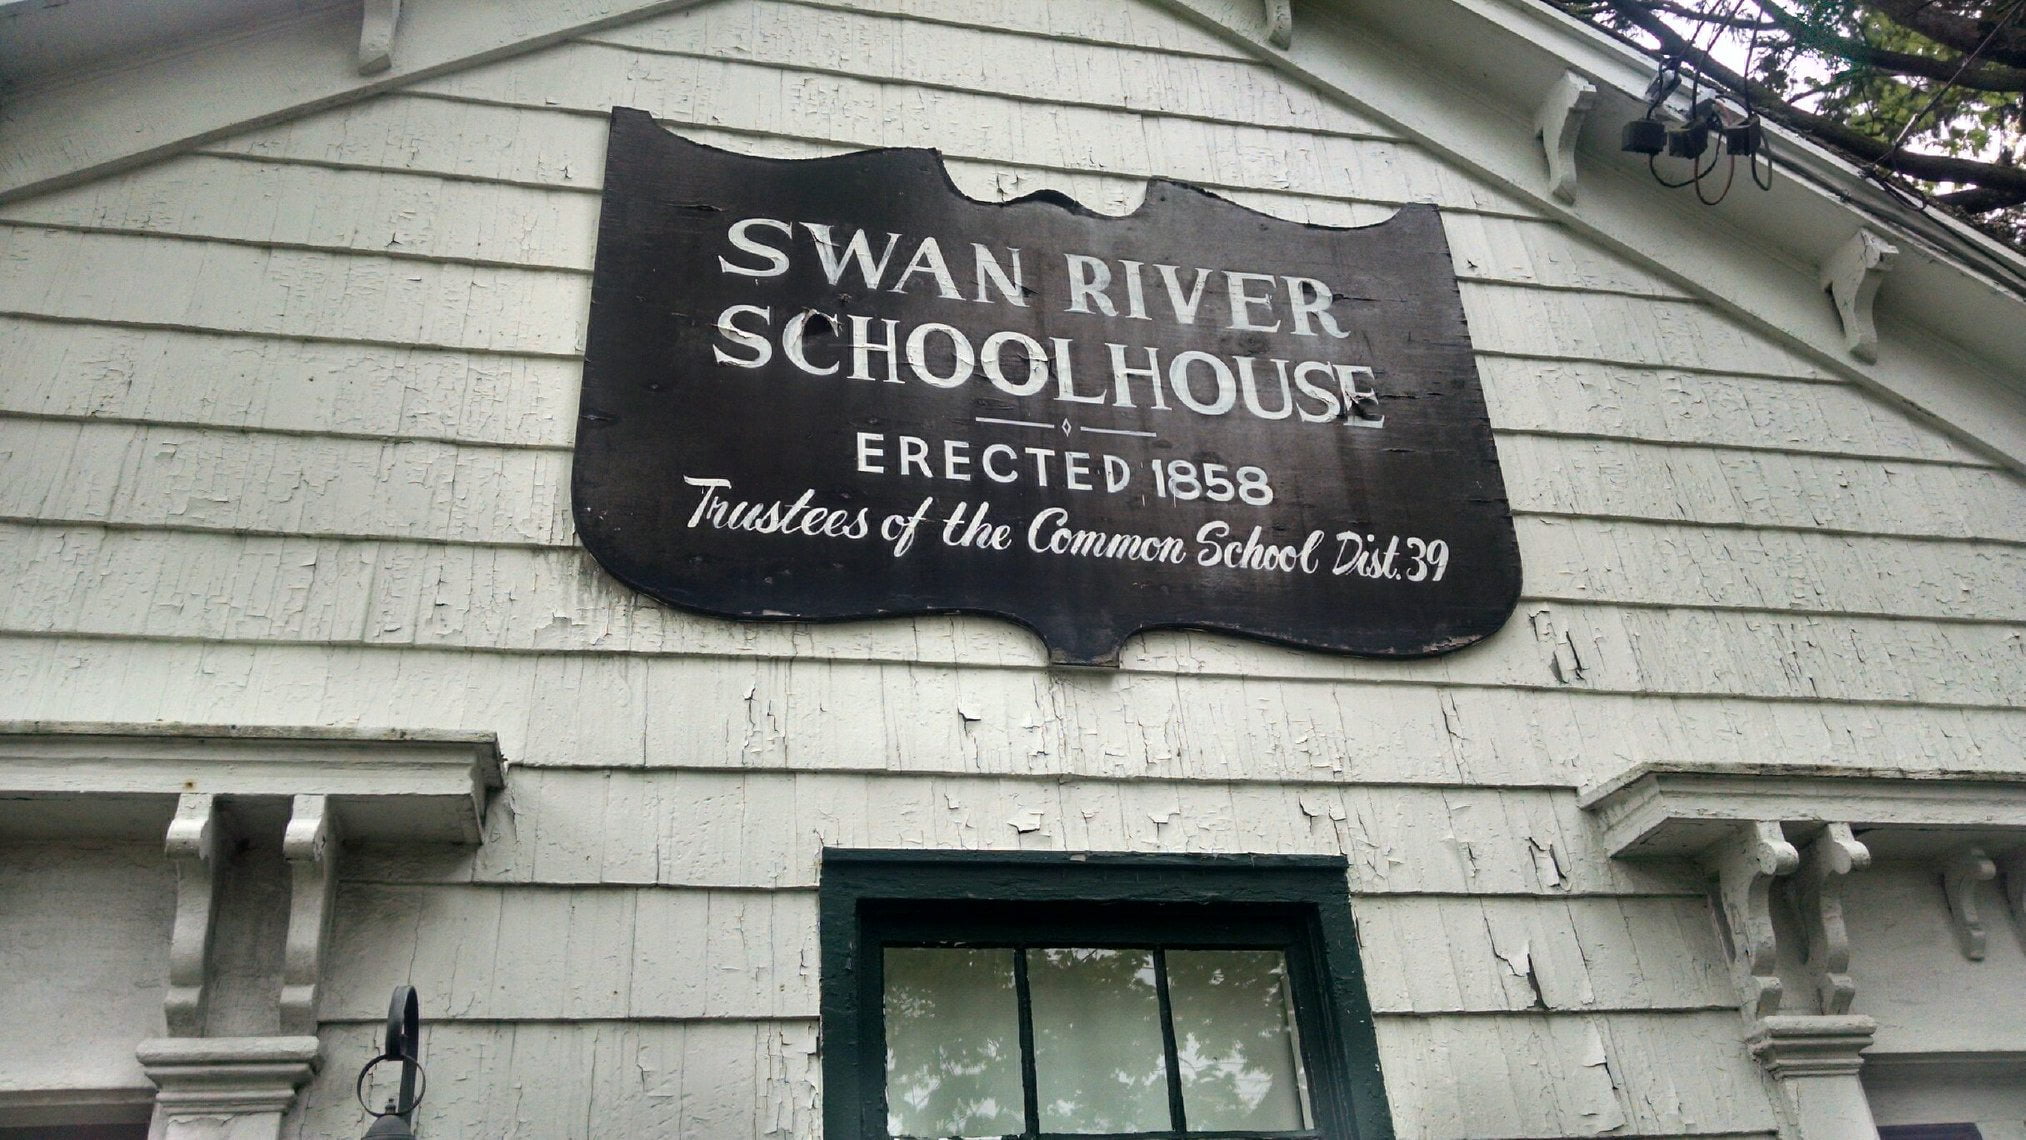 SWAN RIVER
SCHOOLHOUSE
ERECTED 1858
Trustees of the Common School Dist. 39